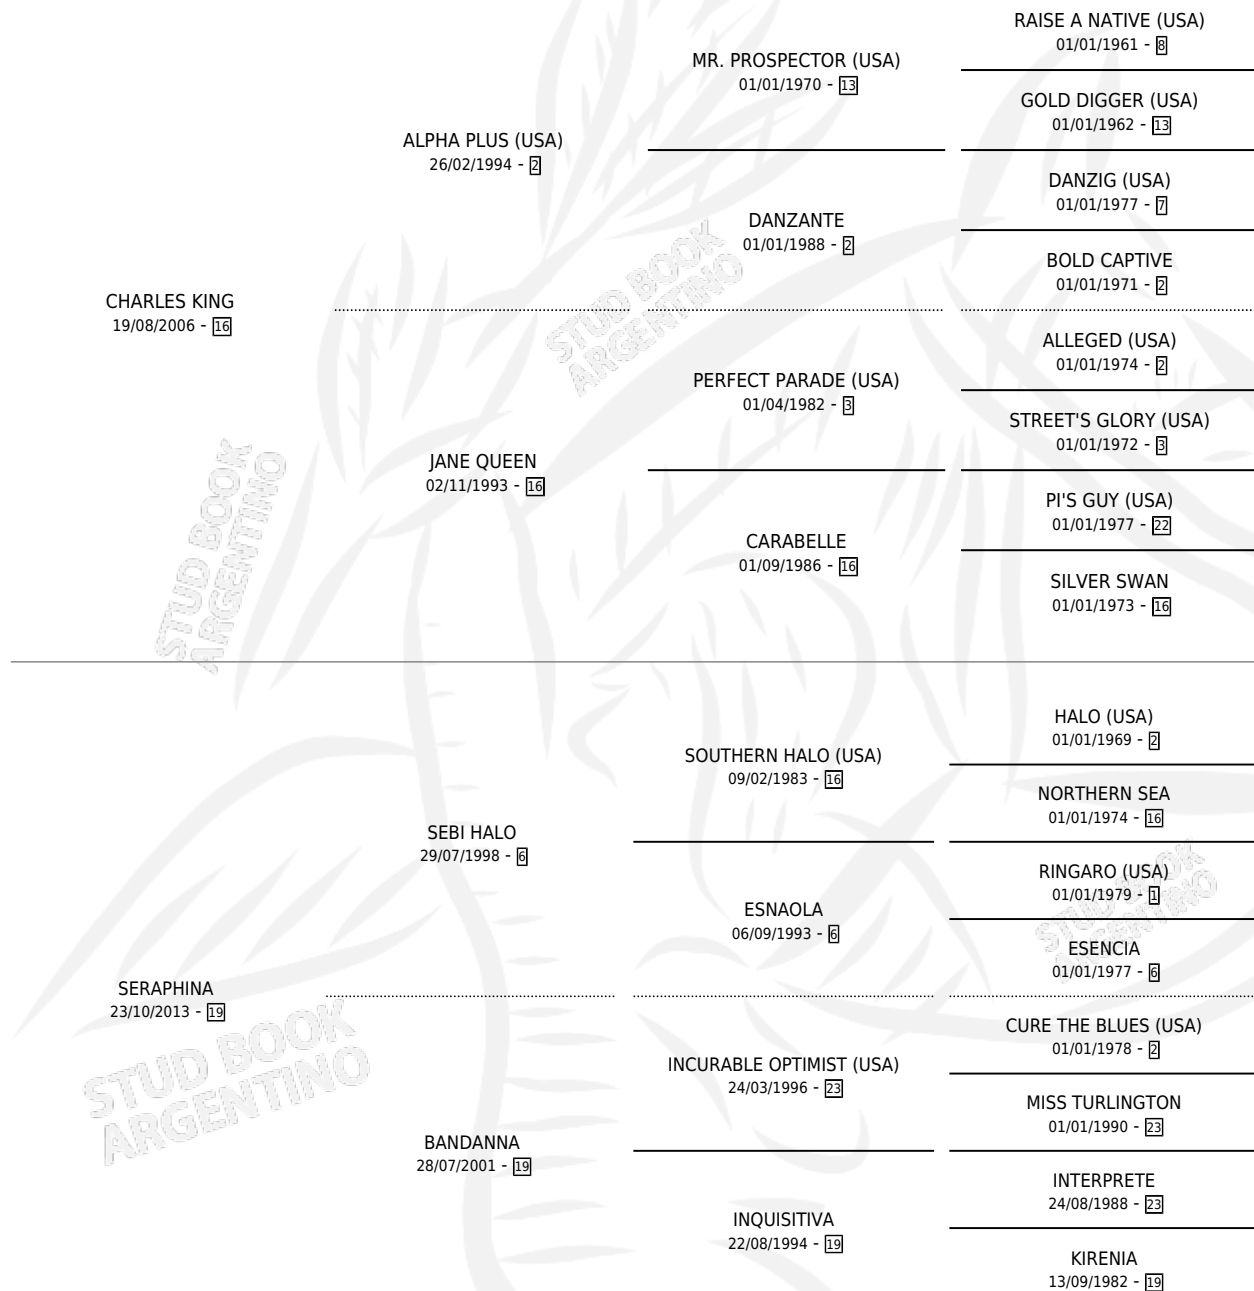 RAISE A NATIVE (USA)
01/01/1961 - 8
MR. PROSPECTOR (USA)
01/01/1970 - 13
GOLD DIGGER (USA)
01/01/1962 - 13
ALPHA PLUS (USA)
26/02/1994 - 2
DANZIG (USA)
01/01/1977 - 7
DANZANTE
01/01/1988 - 2
BOLD CAPTIVE
01/01/1971 - 2
CHARLES KING
19/08/2006 - 16
ALLEGED (USA)
01/01/1974 - 2
PERFECT PARADE (USA)
01/04/1982 - 3
STREET'S GLORY (USA)
01/01/1972 - 3
JANE QUEEN
02/11/1993 - 16
PI'S GUY (USA)
01/01/1977 - 22
CARABELLE
01/09/1986 - 16
SILVER SWAN
01/01/1973 - 16
STUD BOOK
ARGENTINO
STUD BOOK
ARGENTINO
HALO (USA)
01/01/1969 - 2
SOUTHERN HALO (USA)
09/02/1983 - 16
NORTHERN SEA
01/01/1974 - 16
SEBI HALO
29/07/1998 - 6
RINGARO (USA)
01/01/1979 - 1
ESNAOLA
06/09/1993 - 6
ESENCIA
01/01/1977 - 6
SERAPHINA
23/10/2013 - 19
CURE THE BLUES (USA)
01/01/1978 - 2
INCURABLE OPTIMIST (USA)
24/03/1996 - 23
MISS TURLINGTON
01/01/1990 - 23
BANDANNA
28/07/2001 - 19
INTERPRETE
24/08/1988 - 23
INQUISITIVA
22/08/1994 - 19
KIRENIA
13/09/1982 - 19
STUD BOOK
ARGENTINO
STUD BOOK
ARGENTINO